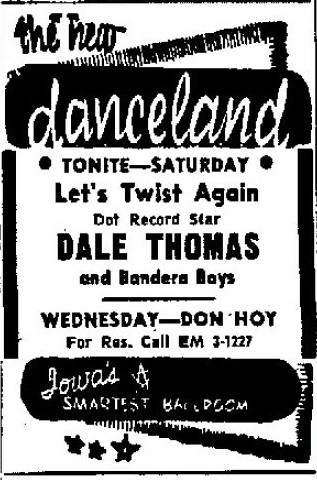 the new
danceland
• TONITE—SATURDAY •
Let's Twist Again
Dot Record Star
DALE THOMAS
and Bandera Boys
WEDNESDAY—DON HOY
For Res. Call EM 3-1227
Iowa's
SMARTEST BALLROOM